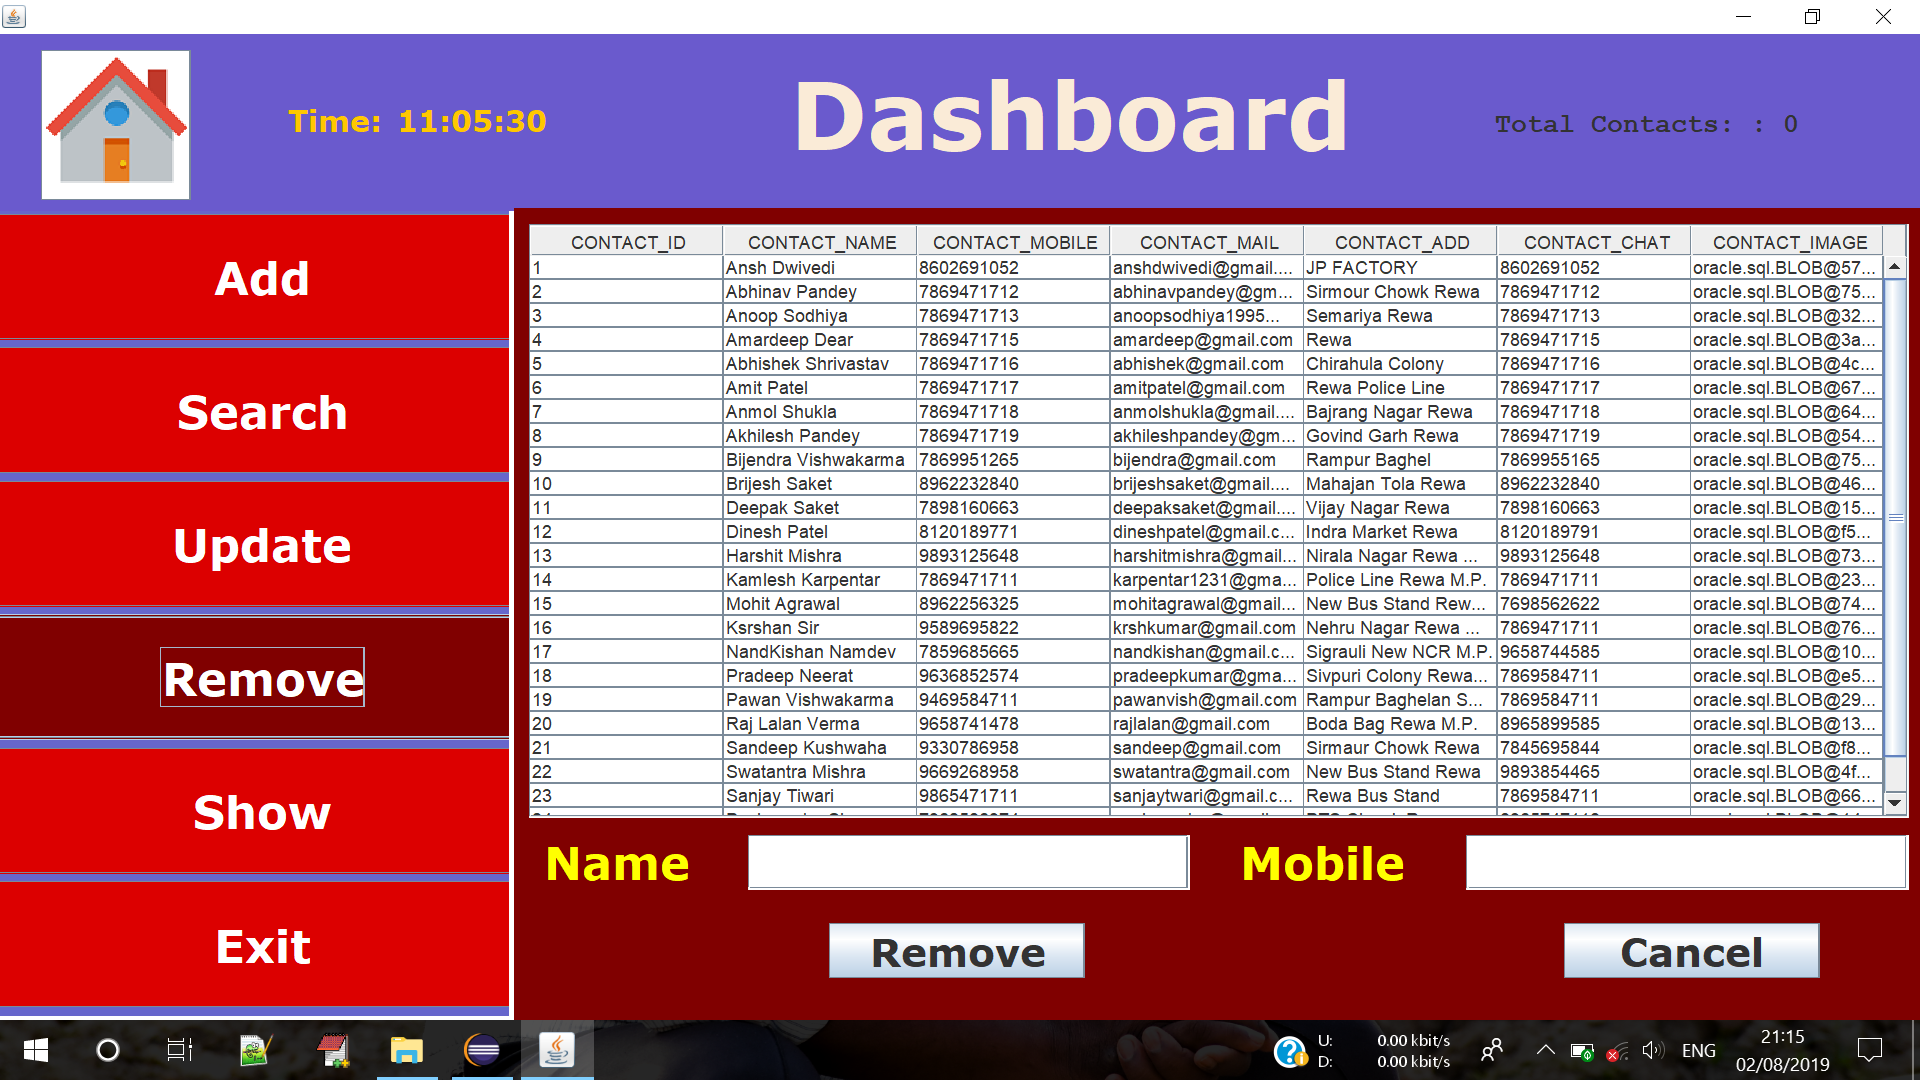 Time: 11:05:30
Dashboard
Total Contacts: : 0
Add
Search
Update
Remove
Show
Exit
CONTACT_ID CONTACT_NAME CONTACT_MOBILE CONTACT_MAIL CONTACT_ADD CONTACT_CHAT CONTACT_IMAGE
1 Ansh Dwivedi 8602691052 anshdwivedi@gmail.... JP FACTORY 8602691052 oracle.sql.BLOB@57...
2 Abhinav Pandey 7869471712 abhinavpandey@gm... Sirmour Chowk Rewa 7869471712 oracle.sql.BLOB@75...
3 Anoop Sodhiya 7869471713 anoopsodhiya1995... Semariya Rewa 7869471713 oracle.sql.BLOB@32...
4 Amardeep Dear 7869471715 amardeep@gmail.com Rewa 7869471715 oracle.sql.BLOB@3a...
5 Abhishek Shrivastav 7869471716 abhishek@gmail.com Chirahula Colony 7869471716 oracle.sql.BLOB@4c...
6 Amit Patel 7869471717 amitpatel@gmail.com Rewa Police Line 7869471717 oracle.sql.BLOB@67...
7 Anmol Shukla 7869471718 anmolshukla@gmail.... Bajrang Nagar Rewa 7869471718 oracle.sql.BLOB@64...
8 Akhilesh Pandey 7869471719 akhileshpandey@gm... Govind Garh Rewa 7869471719 oracle.sql.BLOB@54...
9 Bijendra Vishwakarma 7869951265 bijendra@gmail.com Rampur Baghel 7869955165 oracle.sql.BLOB@75...
10 Brijesh Saket 8962232840 brijeshsaket@gmail.... Mahajan Tola Rewa 8962232840 oracle.sql.BLOB@46...
11 Deepak Saket 7898160663 deepaksaket@gmail.... Vijay Nagar Rewa 7898160663 oracle.sql.BLOB@15...
12 Dinesh Patel 8120189771 dineshpatel@gmail.c... Indra Market Rewa 8120189791 oracle.sql.BLOB@f5...
13 Harshit Mishra 9893125648 harshitmishra@gmail... Nirala Nagar Rewa ... 9893125648 oracle.sql.BLOB@73...
14 Kamlesh Karpentar 7869471711 karpentar1231@gma... Police Line Rewa M.P. 7869471711 oracle.sql.BLOB@23...
15 Mohit Agrawal 8962256325 mohitagrawal@gmail... New Bus Stand Rew... 7698562622 oracle.sql.BLOB@74...
16 Ksrshan Sir 9589695822 krshkumar@gmail.com Nehru Nagar Rewa ... 7869471711 oracle.sql.BLOB@76...
17 NandKishan Namdev 7859685665 nandkishan@gmail.c... Sigrauli New NCR M.P. 9658744585 oracle.sql.BLOB@10...
18 Pradeep Neerat 9636852574 pradeepkumar@gma... Sivpuri Colony Rewa... 7869584711 oracle.sql.BLOB@e5...
19 Pawan Vishwakarma 9469584711 pawanvish@gmail.com Rampur Baghelan S... 7869584711 oracle.sql.BLOB@29...
20 Raj Lalan Verma 9658741478 rajlalan@gmail.com Boda Bag Rewa M.P. 8965899585 oracle.sql.BLOB@13...
21 Sandeep Kushwaha 9330786958 sandeep@gmail.com Sirmaur Chowk Rewa 7845695844 oracle.sql.BLOB@f8...
22 Swatantra Mishra 9669268958 swatantra@gmail.com New Bus Stand Rewa 9893854465 oracle.sql.BLOB@4f...
23 Sanjay Tiwari 9865471711 sanjaytwari@gmail.c... Rewa Bus Stand 7869584711 oracle.sql.BLOB@66...
Name Mobile
Remove Cancel
U: 0.00 kbit/s
D: 0.00 kbit/s
ENG
21:15
02/08/2019